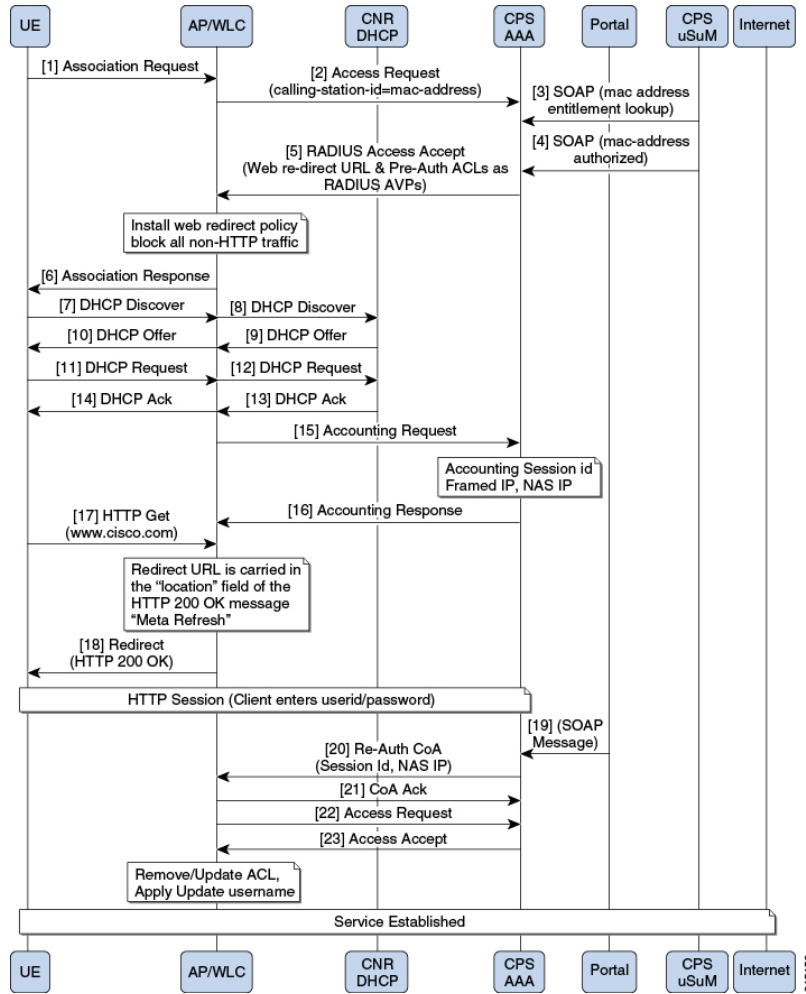 UE
AP/WLC
CNR
DHCP
CPS
AAA
Portal
CPS
uSuM
Internet
[1] Association Request
[2] Access Request
(calling-station-id=mac-address)
[3] SOAP (mac address
entitlement lookup)
[4] SOAP (mac-address
authorized)
[5] RADIUS Access Accept
(Web re-direct URL & Pre-Auth ACLs as
RADIUS AVPs)
Install web redirect policy
block all non-HTTP traffic
[6] Association Response
[7] DHCP Discover
[8] DHCP Discover
[10] DHCP Offer
[9] DHCP Offer
[11] DHCP Request
[12] DHCP Request
[14] DHCP Ack
[13] DHCP Ack
[15] Accounting Request
Accounting Session id
Framed IP, NAS IP
[16] Accounting Response
[17] HTTP Get
(www.cisco.com)
Redirect URL is carried in
the “location” field of the
HTTP 200 OK message
“Meta Refresh”
[18] Redirect
(HTTP 200 OK)
HTTP Session (Client enters userid/password)
[19] (SOAP
Message)
[20] Re-Auth CoA
(Session Id, NAS IP)
[21] CoA Ack
[22] Access Request
[23] Access Accept
Remove/Update ACL,
Apply Update username
Service Established
UE
AP/WLC
CNR
DHCP
CPS
AAA
Portal
CPS
uSuM
Internet